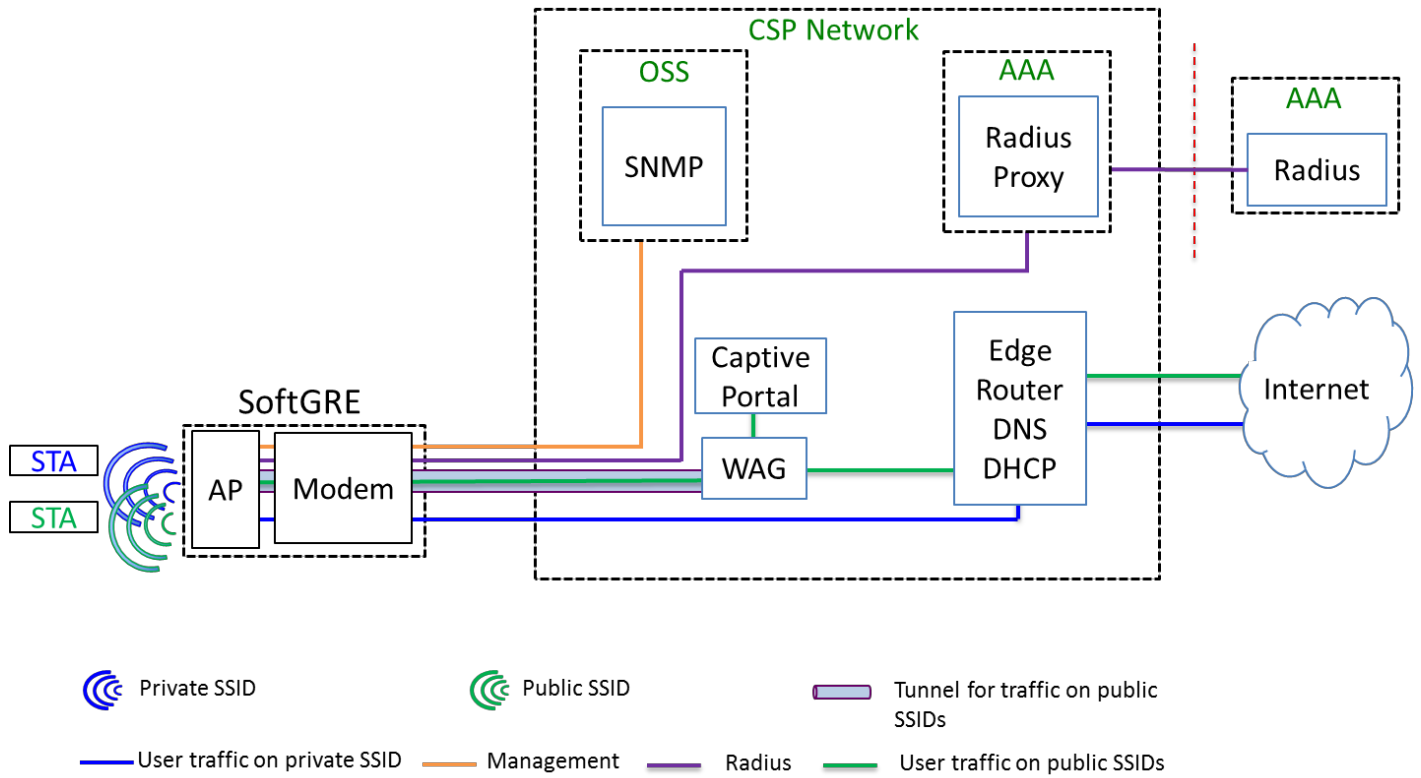 CSP Network
OSS
SNMP
AAA
Radius
Proxy
AAA
Radius
Captive
Portal
WAG
Edge
Router
DNS
DHCP
Internet
SoftGRE
STA
STA
AP
Modem
Private SSID
Public SSID
Tunnel for traffic on public
SSIDs
User traffic on private SSID
Management
Radius
User traffic on public SSIDs